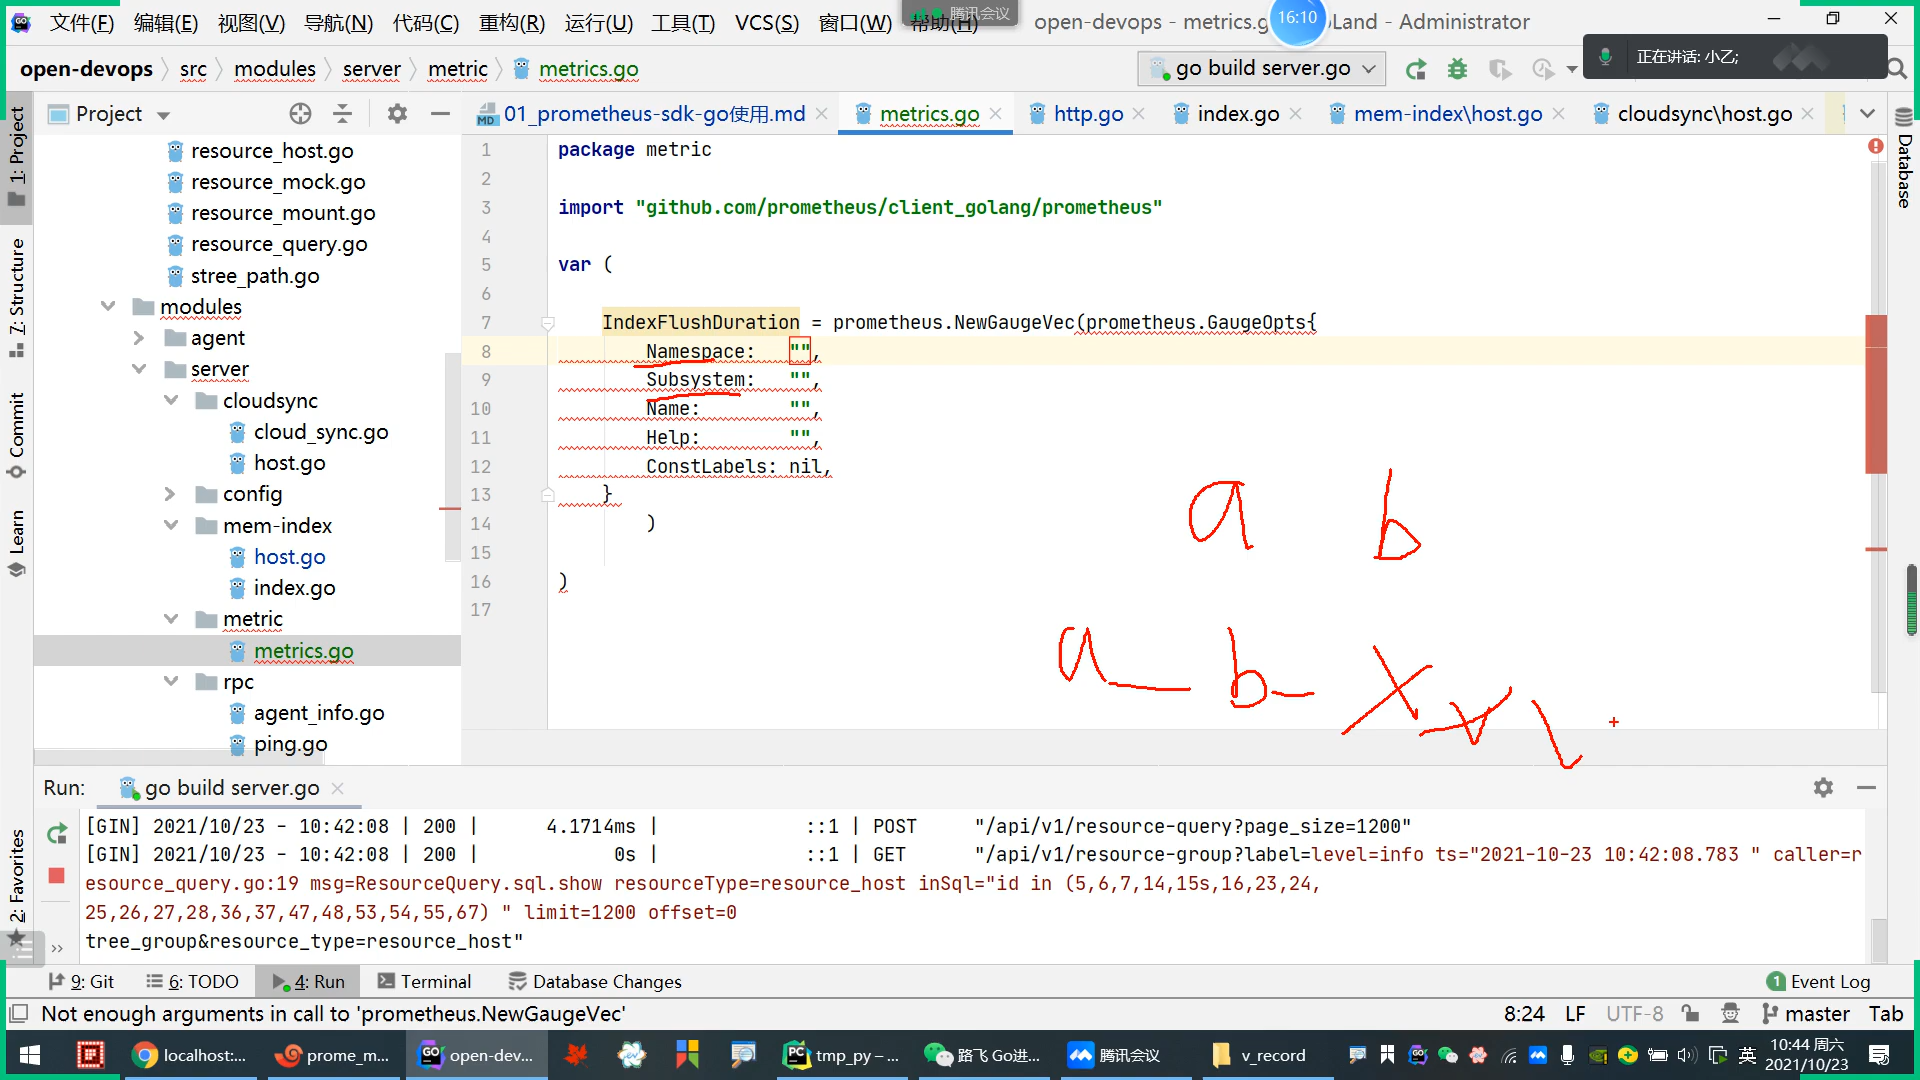 文件(F) 编辑(E) 视图(V) 导航(N) 代码(C) 重构(R) 运行(U) 工具(T) VCS(S) 窗口(W) 帮助(H) open-devops - metrics.g Land - Administrator
腾讯会议
16:10
正在讲话: 小乙;
open-devops src modules server metric metrics.go
go build server.go
1: Project
7: Structure
Commit
Learn
2: Favorites
Database
Project
resource_host.go
resource_mock.go
resource_mount.go
resource_query.go
stree_path.go
modules
agent
server
cloudsync
cloud_sync.go
host.go
config
mem-index
host.go
index.go
metric
metrics.go
rpc
agent_info.go
ping.go
01_prometheus-sdk-go使用.md metrics.go http.go index.go mem-index\host.go cloudsync\host.go
1 package metric
2
3 import "github.com/prometheus/client_golang/prometheus"
4
5 var (
6
7 IndexFlushDuration = prometheus.NewGaugeVec(prometheus.GaugeOpts{
8 Namespace: "",
9 Subsystem: "",
10 Name: "",
11 Help: "",
12 ConstLabels: nil,
13 }
14 )
15
16 )
17
a b
a_b_
Run: go build server.go
[GIN] 2021/10/23 - 10:42:08 | 200 | 4.1714ms | ::1 | POST "/api/v1/resource-query?page_size=1200"
[GIN] 2021/10/23 - 10:42:08 | 200 | 0s | ::1 | GET "/api/v1/resource-group?label=level=info ts="2021-10-23 10:42:08.783 " caller=r
esource_query.go:19 msg=ResourceQuery.sql.show resourceType=resource_host inSql="id in (5,6,7,14,15s,16,23,24,
25,26,27,28,36,37,47,48,53,54,55,67) " limit=1200 offset=0
tree_group&resource_type=resource_host"
9: Git 6: TODO 4: Run Terminal Database Changes 1 Event Log
Not enough arguments in call to 'prometheus.NewGaugeVec' 8:24 LF UTF-8 master Tab
localhost:... prome_m... open-dev... tmp_py – ... 路飞 Go进... 腾讯会议 v_record 英 10:44 周六
2021/10/23